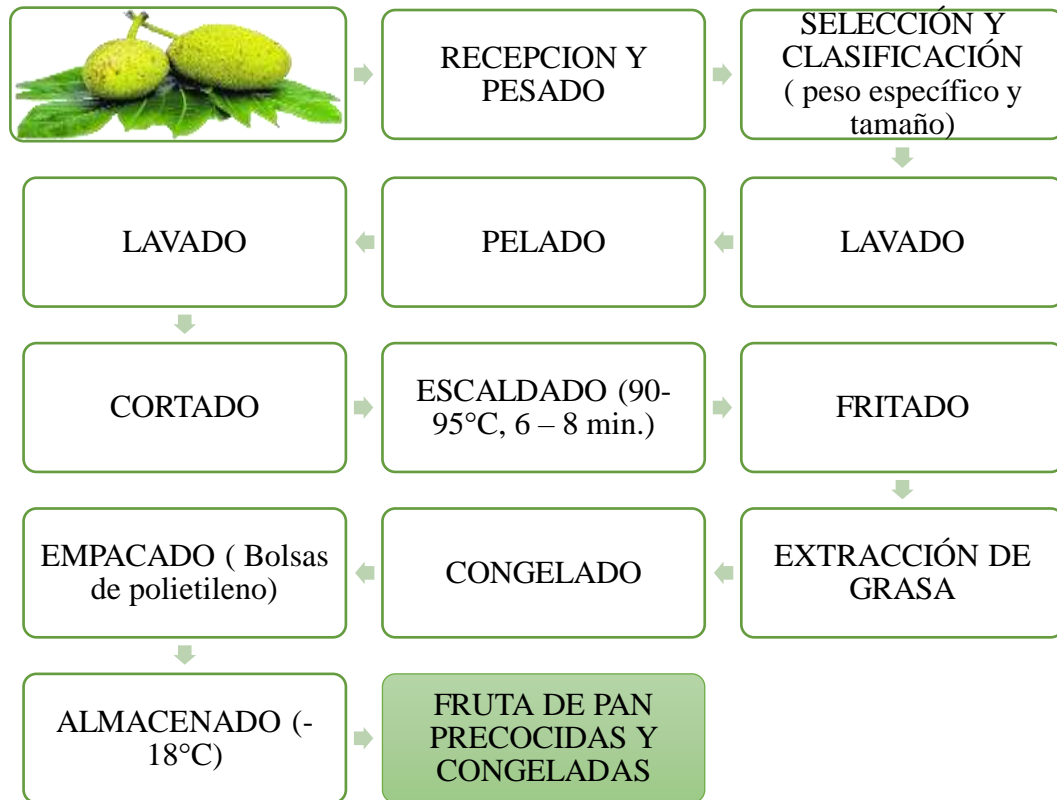 RECEPCION Y
PESADO
SELECCIÓN Y
CLASIFICACIÓN
( peso específico y
tamaño)
LAVADO
PELADO
LAVADO
CORTADO
ESCALDADO (90-
95°C, 6 – 8 min.)
FRITADO
EXTRACCIÓN DE
GRASA
CONGELADO
EMPACADO ( Bolsas
de polietileno)
ALMACENADO (-
18°C)
FRUTA DE PAN
PRECOCIDAS Y
CONGELADAS